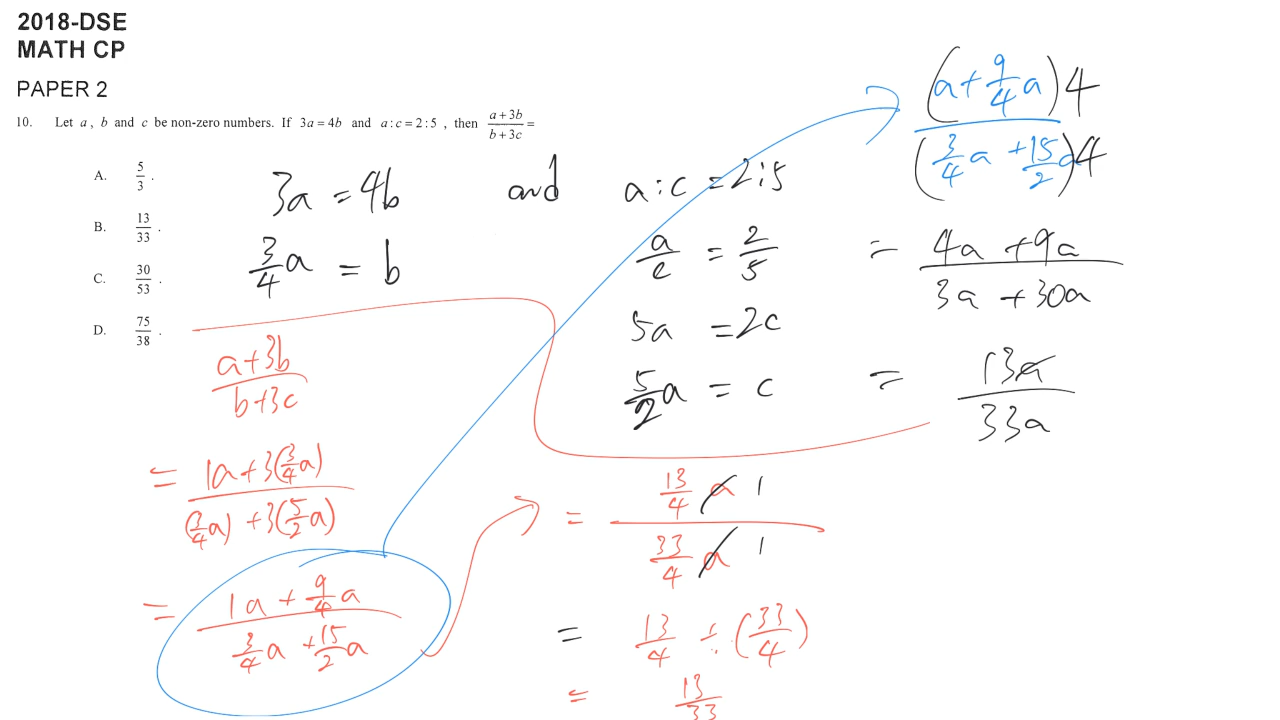 2018-DSE
MATH CP
PAPER 2
10. Let a, b and c be non-zero numbers. If 3a = 4b and a : c = 2 : 5, then (a + 3b)/(b + 3c) =
A. 5/3.
B. 13/33.
C. 30/53.
D. 75/38.
3a = 4b and a : c = 2 : 5
3/4 a = b
a/c = 2/5
5a = 2c
5/2 a = c
(a+3b)/(b+3c)
= (1a + 3(3/4 a))/((3/4 a) + 3(5/2 a))
= (1a + 9/4 a)/(3/4 a + 15/2 a)
= (13/4 a 1)/(33/4 a 1)
= 13/4 ÷ (33/4)
= 13/33
((a + 9/4 a)4)/((3/4 a + 15/2 a)4)
= (4a + 9a)/(3a + 30a)
= 13a/33a